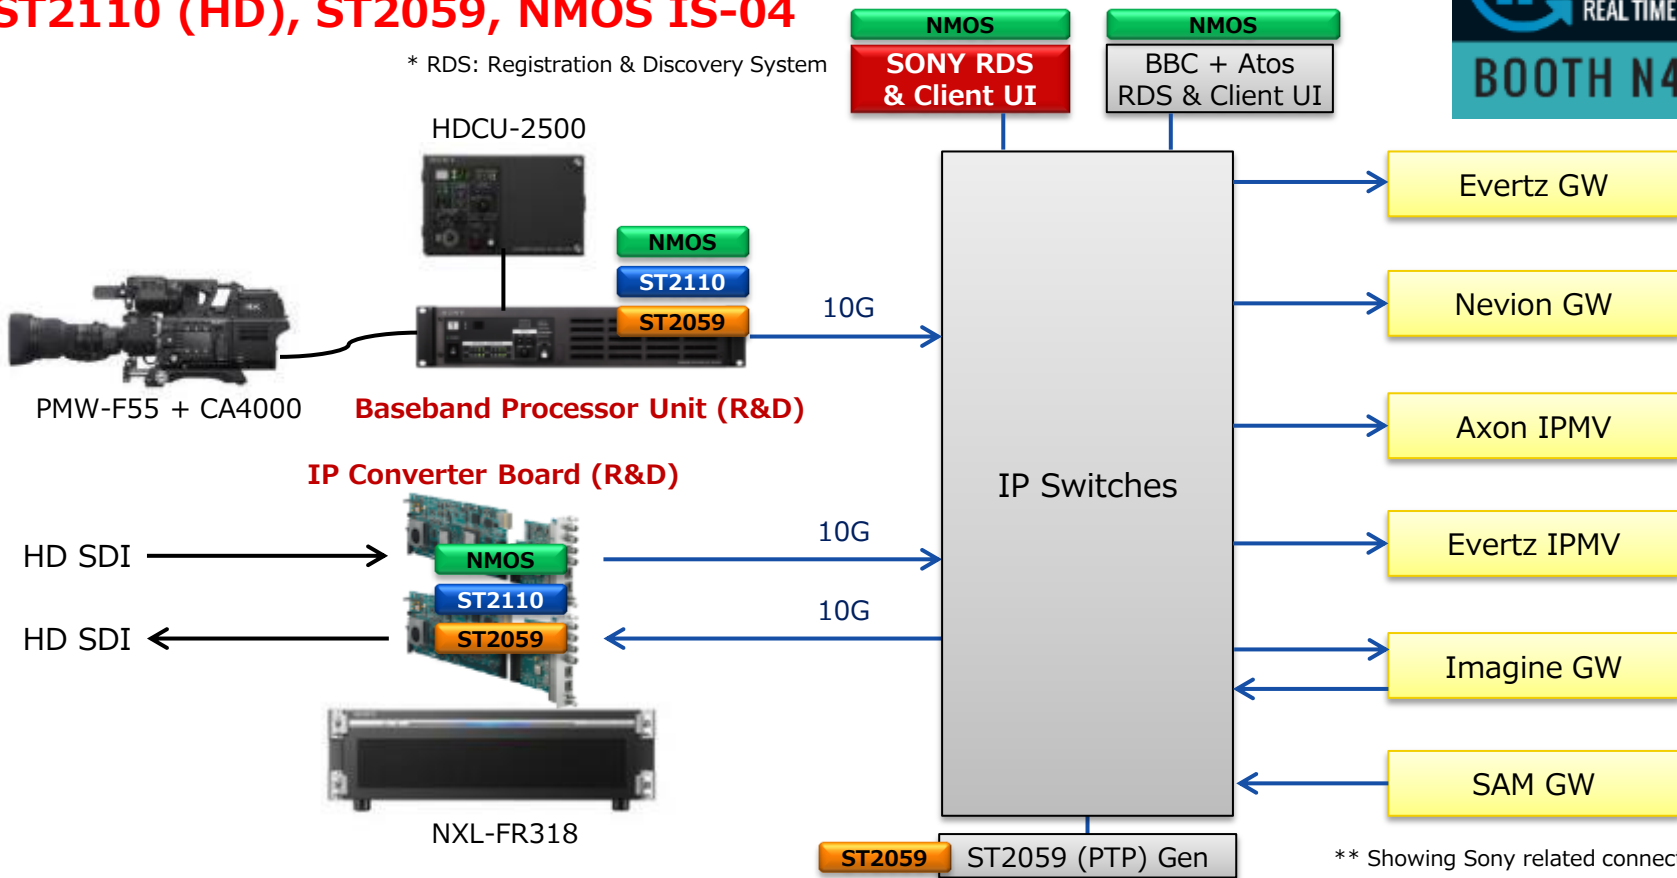 ST2110 (HD), ST2059, NMOS IS-04
* RDS: Registration & Discovery System
NMOS
SONY RDS
& Client UI
NMOS
BBC + Atos
RDS & Client UI
REAL TIME
BOOTH N4
HDCU-2500
NMOS
ST2110
ST2059
10G
PMW-F55 + CA4000
Baseband Processor Unit (R&D)
IP Converter Board (R&D)
HD SDI
HD SDI
NMOS
ST2110
ST2059
10G
10G
NXL-FR318
IP Switches
Evertz GW
Nevion GW
Axon IPMV
Evertz IPMV
Imagine GW
SAM GW
ST2059
ST2059 (PTP) Gen
** Showing Sony related connect